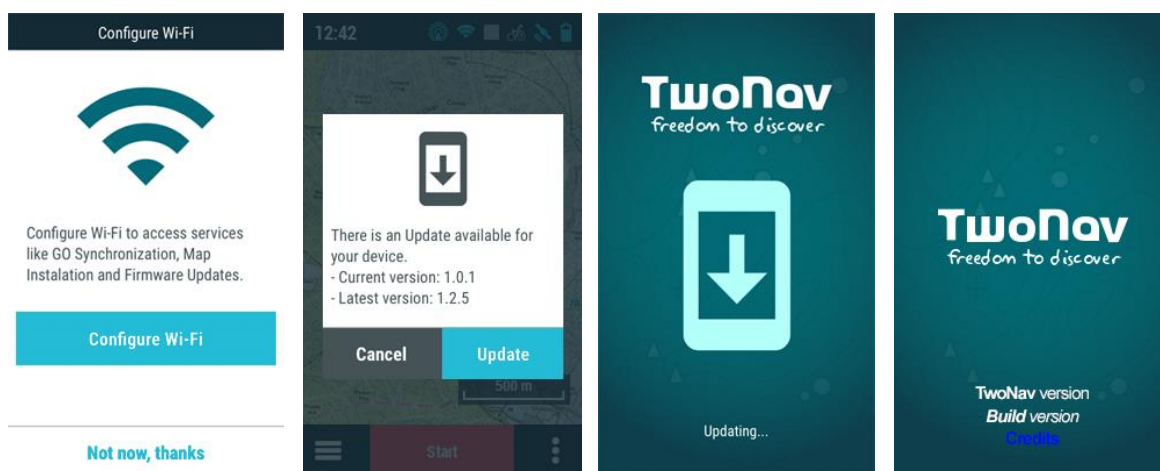 Configure Wi-Fi
Configure Wi-Fi to access services
like GO Synchronization, Map
Instalation and Firmware Updates.
Configure Wi-Fi
Not now, thanks
12:42
There is an Update available for
your device.
- Current version: 1.0.1
- Latest version: 1.2.5
Cancel
Update
500 m
Start
TwoNav
freedom to discover
Updating...
TwoNav
freedom to discover
TwoNav version
Build version
Credits